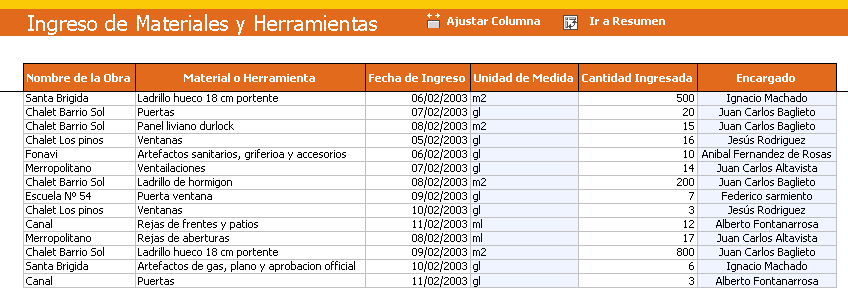 Ingreso de Materiales y Herramientas Ajustar Columna Ir a Resumen
Nombre de la Obra Material o Herramienta Fecha de Ingreso Unidad de Medida Cantidad Ingresada Encargado
Santa Brigida Ladrillo hueco 18 cm portente 06/02/2003 m2 500 Ignacio Machado
Chalet Barrio Sol Puertas 07/02/2003 gl 20 Juan Carlos Baglieto
Chalet Barrio Sol Panel liviano durlock 08/02/2003 m2 15 Juan Carlos Baglieto
Chalet Los pinos Ventanas 05/02/2003 gl 16 Jesús Rodriguez
Fonavi Artefactos sanitarios, griferioa y accesorios 06/02/2003 gl 10 Anibal Fernandez de Rosas
Merropolitano Ventailaciones 07/02/2003 gl 14 Juan Carlos Altavista
Chalet Barrio Sol Ladrillo de hormigon 08/02/2003 m2 200 Juan Carlos Baglieto
Escuela Nº 54 Puerta ventana 09/02/2003 gl 7 Federico sarmiento
Chalet Los pinos Ventanas 10/02/2003 gl 3 Jesús Rodriguez
Canal Rejas de frentes y patios 11/02/2003 ml 12 Alberto Fontanarrosa
Merropolitano Rejas de aberturas 08/02/2003 ml 17 Juan Carlos Altavista
Chalet Barrio Sol Ladrillo hueco 18 cm portente 09/02/2003 m2 800 Juan Carlos Baglieto
Santa Brigida Artefactos de gas, plano y aprobacion official 10/02/2003 gl 6 Ignacio Machado
Canal Puertas 11/02/2003 gl 3 Alberto Fontanarrosa